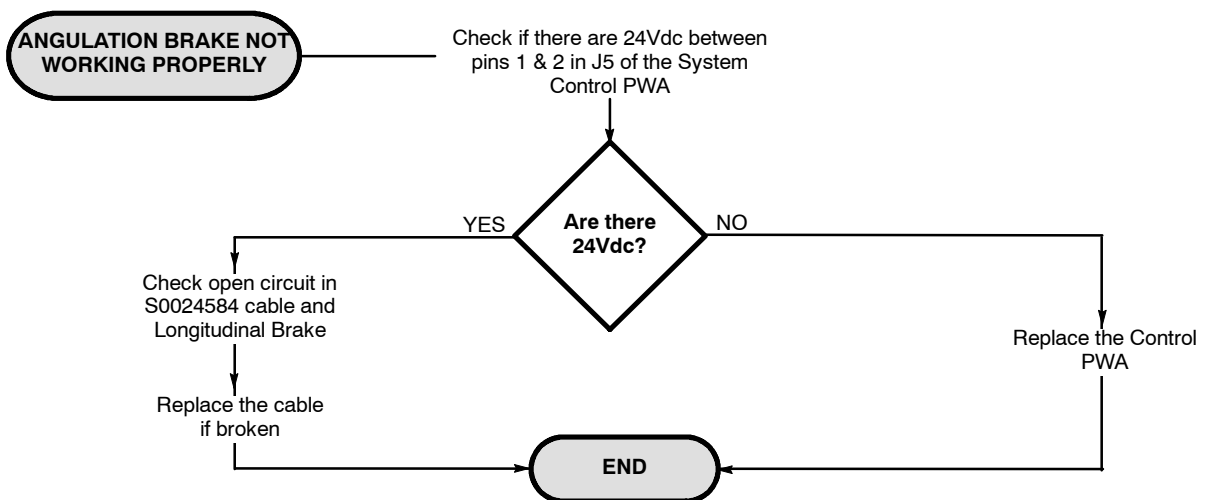 ANGULATION BRAKE NOT
WORKING PROPERLY
Check if there are 24Vdc between
pins 1 & 2 in J5 of the System
Control PWA
Are there
24Vdc?
YES
NO
Check open circuit in
S0024584 cable and
Longitudinal Brake
Replace the cable
if broken
Replace the Control
PWA
END